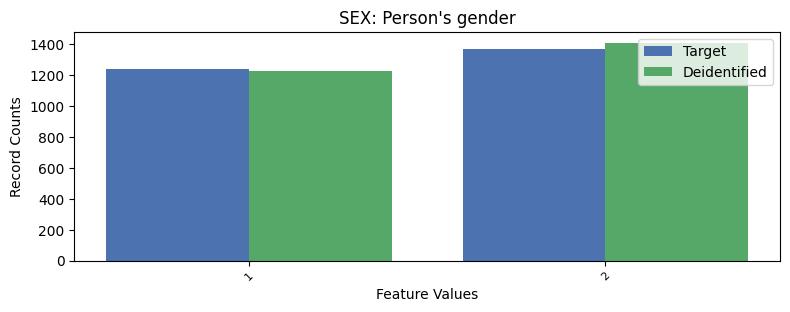 SEX: Person's gender
Target
Deidentified
Record Counts
1400
1200
1000
800
600
400
200
0
1
2
Feature Values